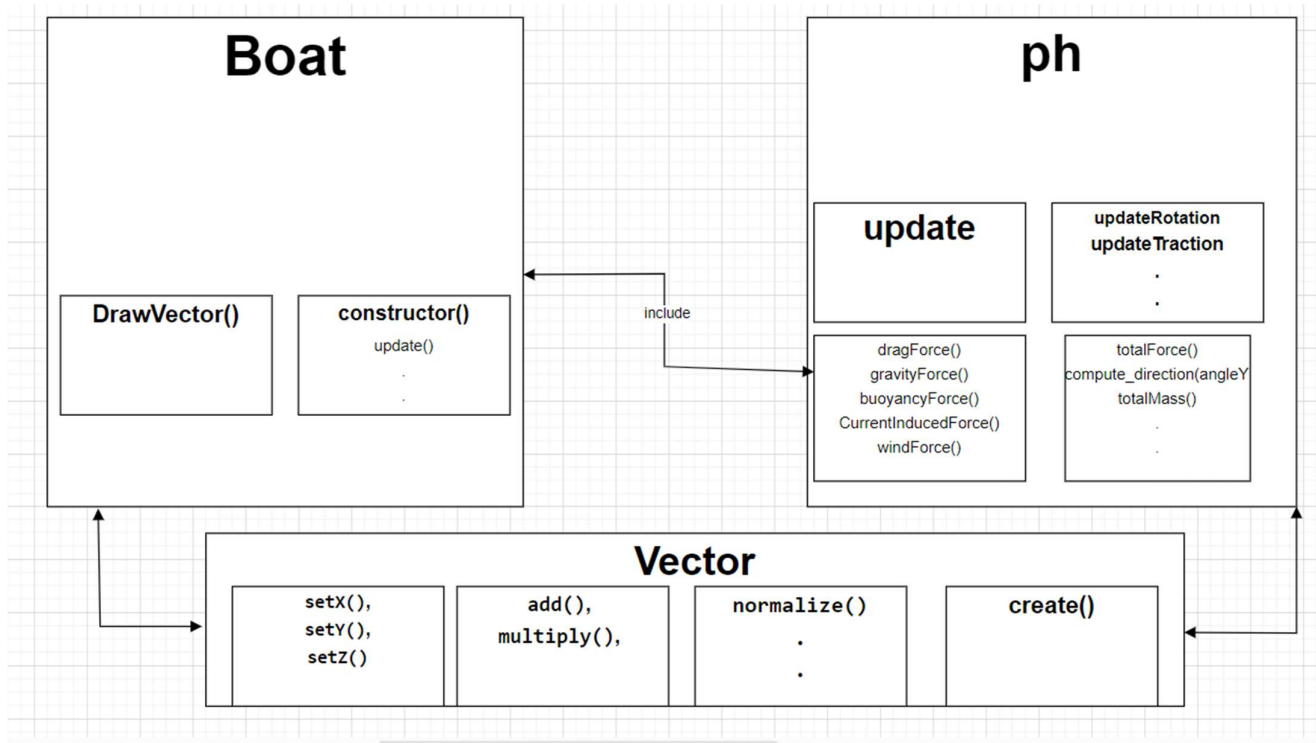 Boat
DrawVector()
constructor()
update()
.
.
include
ph
update
updateRotation
updateTraction
.
.
dragForce()
gravityForce()
buoyancyForce()
CurrentInducedForce()
windForce()
totalForce()
compute_direction(angleY
totalMass()
.
.
Vector
setX(),
setY(),
setZ()
add(),
multiply(),
normalize()
.
.
create()